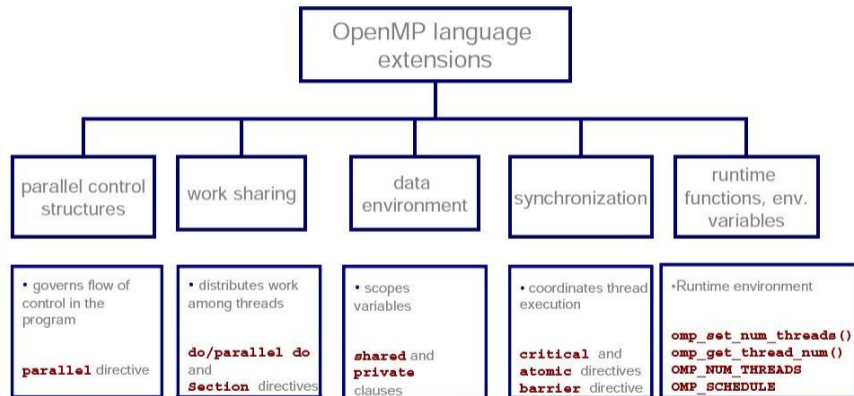 OpenMP language
extensions
parallel control
structures
work sharing
data
environment
synchronization
runtime
functions, env.
variables
• governs flow of
control in the
program
parallel directive
• distributes work
among threads
do/parallel do
and
Section directives
• scopes
variables
shared and
private
clauses
• coordinates thread
execution
critical and
atomic directives
barrier directive
•Runtime environment
omp_set_num_threads()
omp_get_thread_num()
OMP_NUM_THREADS
OMP_SCHEDULE